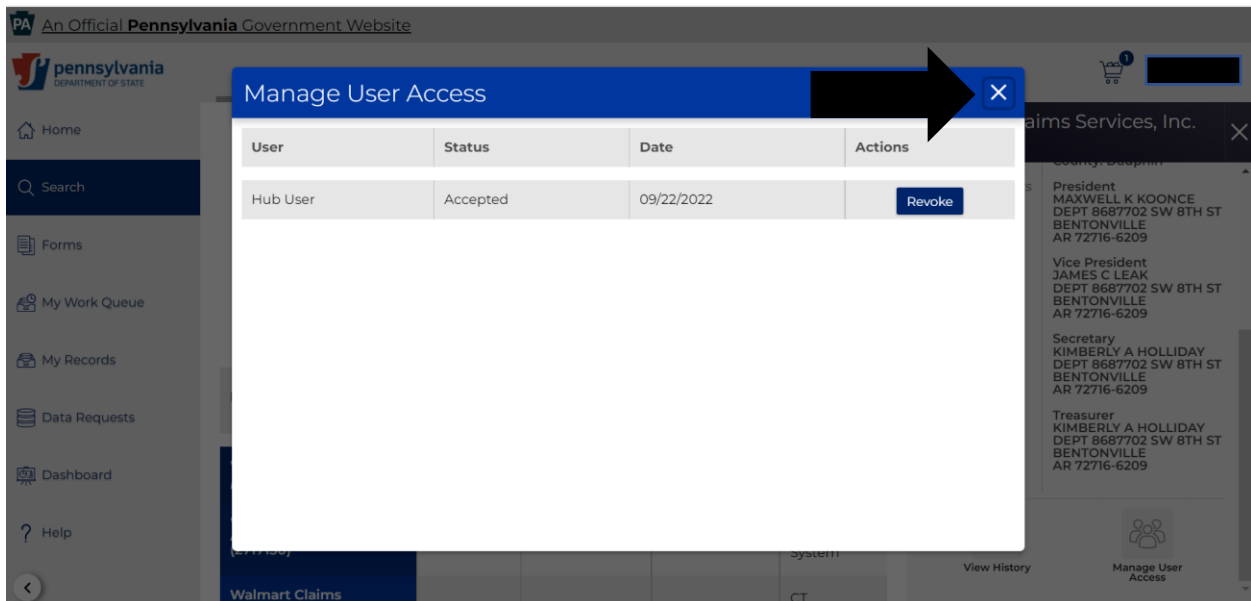 PA An Official Pennsylvania Government Website
pennsylvania
DEPARTMENT OF STATE
1
Home
Search
Forms
My Work Queue
My Records
Data Requests
Dashboard
? Help
Manage User Access
User Status Date Actions
Hub User Accepted 09/22/2022 Revoke
System
Walmart Claims
CT
aims Services, Inc.
County: Dauphin
President
MAXWELL K KOONCE
DEPT 8687702 SW 8TH ST
BENTONVILLE
AR 72716-6209
Vice President
JAMES C LEAK
DEPT 8687702 SW 8TH ST
BENTONVILLE
AR 72716-6209
Secretary
KIMBERLY A HOLLIDAY
DEPT 8687702 SW 8TH ST
BENTONVILLE
AR 72716-6209
Treasurer
KIMBERLY A HOLLIDAY
DEPT 8687702 SW 8TH ST
BENTONVILLE
AR 72716-6209
View History
Manage User
Access